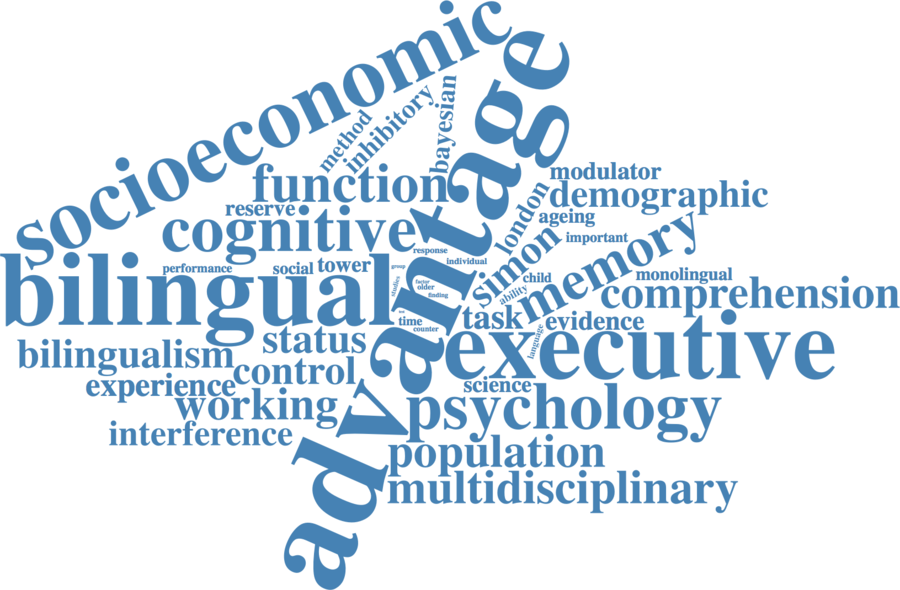 socioeconomic
advantage
method
inhibitory
bayesian
function
modulator
demographic
reserve
london
ageing
cognitive
important
response
simon
memory
bilingual
performance
social
tower
individual
group
studies
factor
older
finding
child
ability
monolingual
comprehension
time
counter
task
evidence
language
status
executive
bilingualism
control
experience
science
working
psychology
interference
population
multidisciplinary